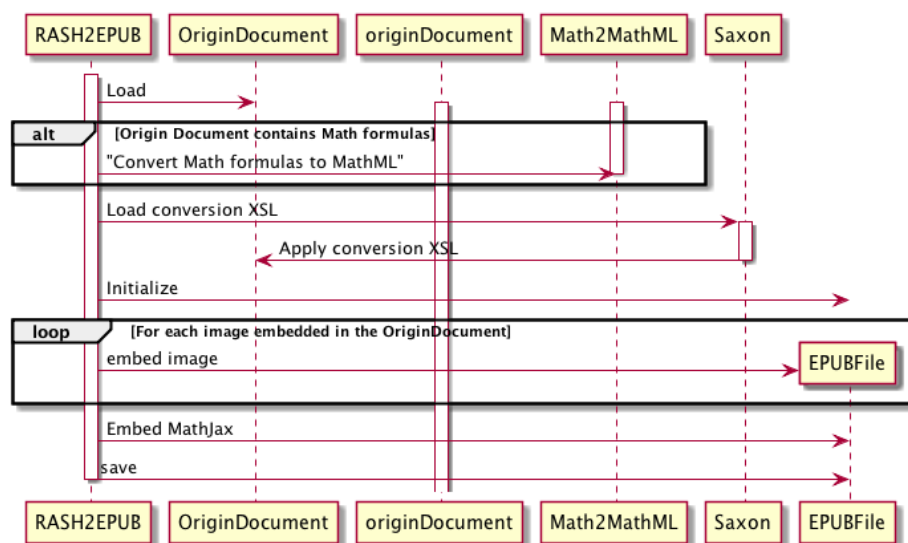 RASH2EPUB OriginDocument originDocument Math2MathML Saxon
Load
alt [Origin Document contains Math formulas]
"Convert Math formulas to MathML"
Load conversion XSL
Apply conversion XSL
Initialize
loop [For each image embedded in the OriginDocument]
embed image
EPUBFile
Embed MathJax
save
RASH2EPUB OriginDocument originDocument Math2MathML Saxon EPUBFile